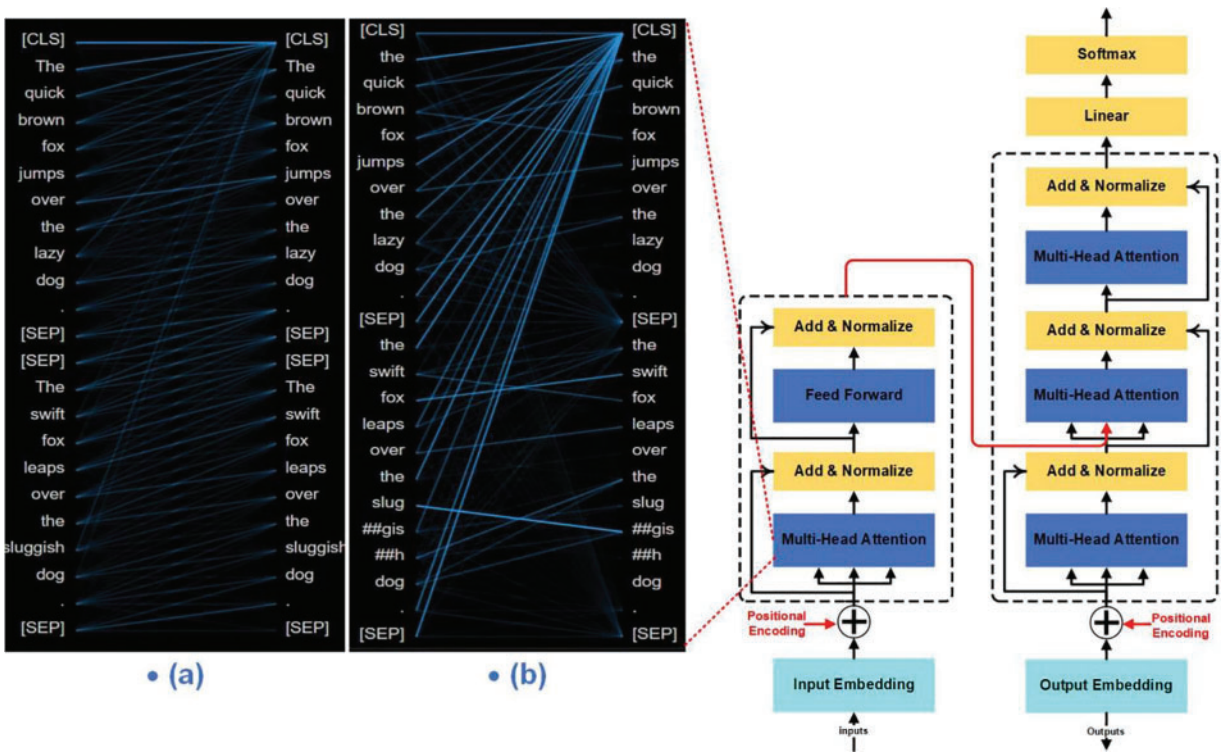 [CLS] [CLS]
The The
quick quick
brown brown
fox fox
jumps jumps
over over
the the
lazy lazy
dog dog
. .
[SEP] [SEP]
[SEP] [SEP]
The The
swift swift
fox fox
leaps leaps
over over
the the
sluggish sluggish
dog dog
. .
[SEP] [SEP]
• (a)
[CLS] [CLS]
the the
quick quick
brown brown
fox fox
jumps jumps
over over
the the
lazy lazy
dog dog
. .
[SEP] [SEP]
the the
swift swift
fox fox
leaps leaps
over over
the the
slug slug
##gis ##gis
##h ##h
dog dog
. .
[SEP] [SEP]
• (b)
Add & Normalize
Feed Forward
Add & Normalize
Multi-Head Attention
Positional
Encoding
Input Embedding
Inputs
Softmax
Linear
Add & Normalize
Multi-Head Attention
Add & Normalize
Multi-Head Attention
Add & Normalize
Multi-Head Attention
Positional
Encoding
Output Embedding
Outputs